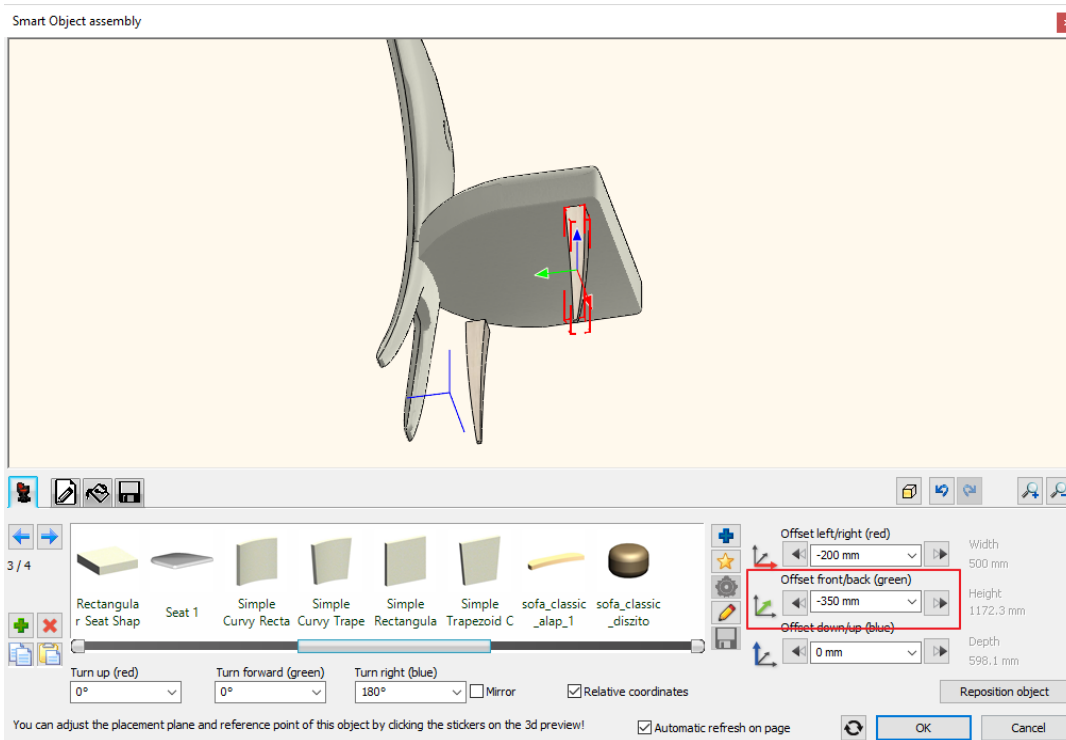 Smart Object assembly
3 / 4
Rectangula
r Seat Shap
Seat 1
Simple
Curvy Recta
Simple
Curvy Trape
Simple
Rectangula
Simple
Trapezoid C
sofa_classic
_alap_1
sofa_classic
_diszito
Offset left/right (red)
-200 mm
Offset front/back (green)
-350 mm
Offset down/up (blue)
0 mm
Width
500 mm
Height
1172.3 mm
Depth
598.1 mm
Turn up (red)
0°
Turn forward (green)
0°
Turn right (blue)
180°
Mirror
Relative coordinates
Reposition object
You can adjust the placement plane and reference point of this object by clicking the stickers on the 3d preview!
Automatic refresh on page
OK
Cancel